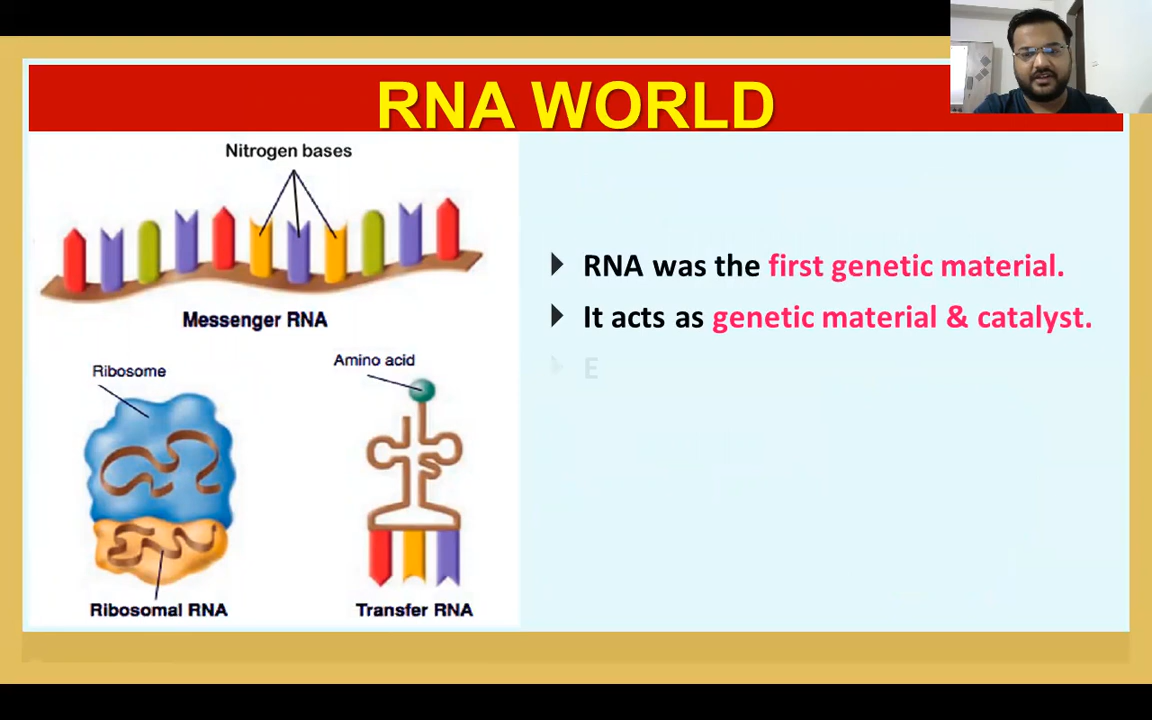 RNA WORLD
Nitrogen bases
Messenger RNA
Ribosome
Amino acid
Ribosomal RNA
Transfer RNA
RNA was the first genetic material.
It acts as genetic material & catalyst.
E